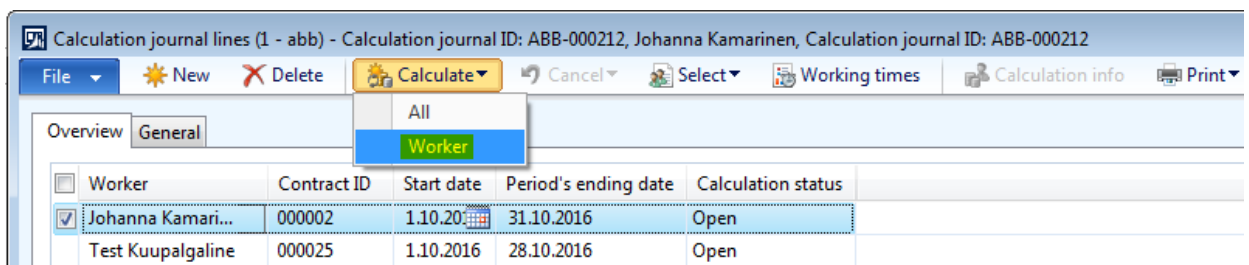 Calculation journal lines (1 - abb) - Calculation journal ID: ABB-000212, Johanna Kamarinen, Calculation journal ID: ABB-000212
File New Delete Calculate Cancel Select Working times Calculation info Print
All
Worker
Overview General
Worker Contract ID Start date Period's ending date Calculation status
Johanna Kamari... 000002 1.10.201 31.10.2016 Open
Test Kuupalgaline 000025 1.10.2016 28.10.2016 Open